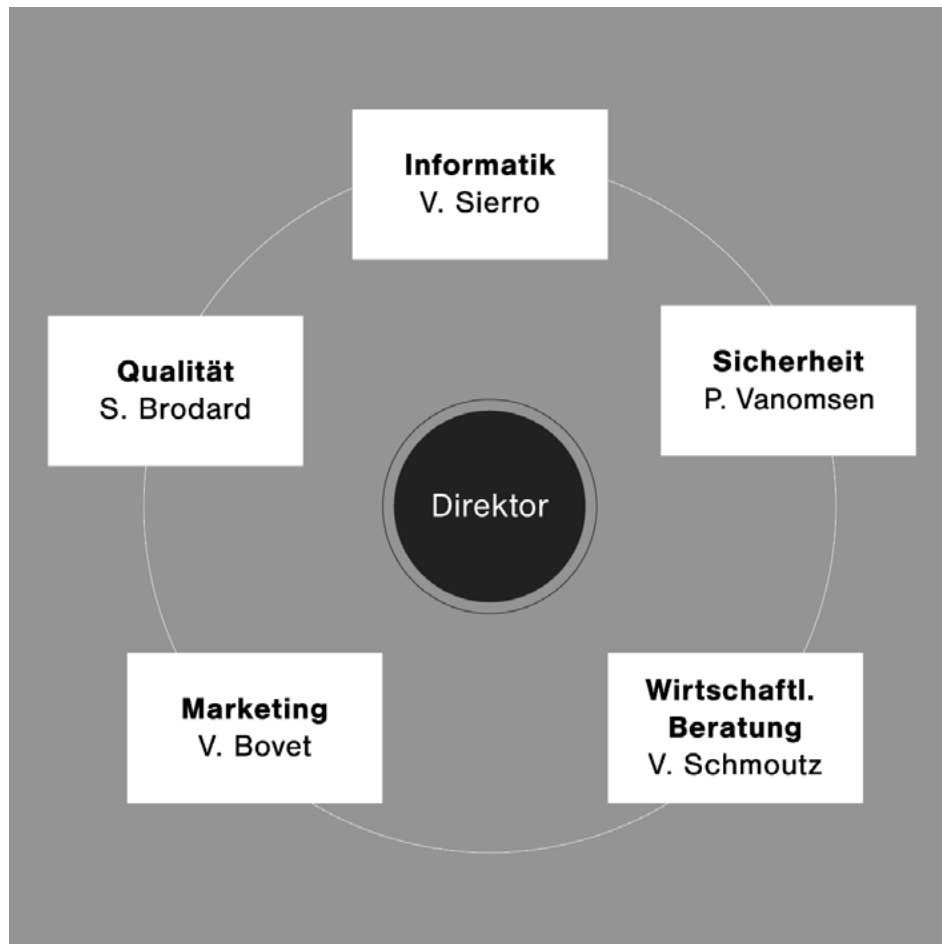 Informatik
V. Sierro
Qualität
S. Brodard
Sicherheit
P. Vanomsen
Direktor
Marketing
V. Bovet
Wirtschaftl.
Beratung
V. Schmoutz